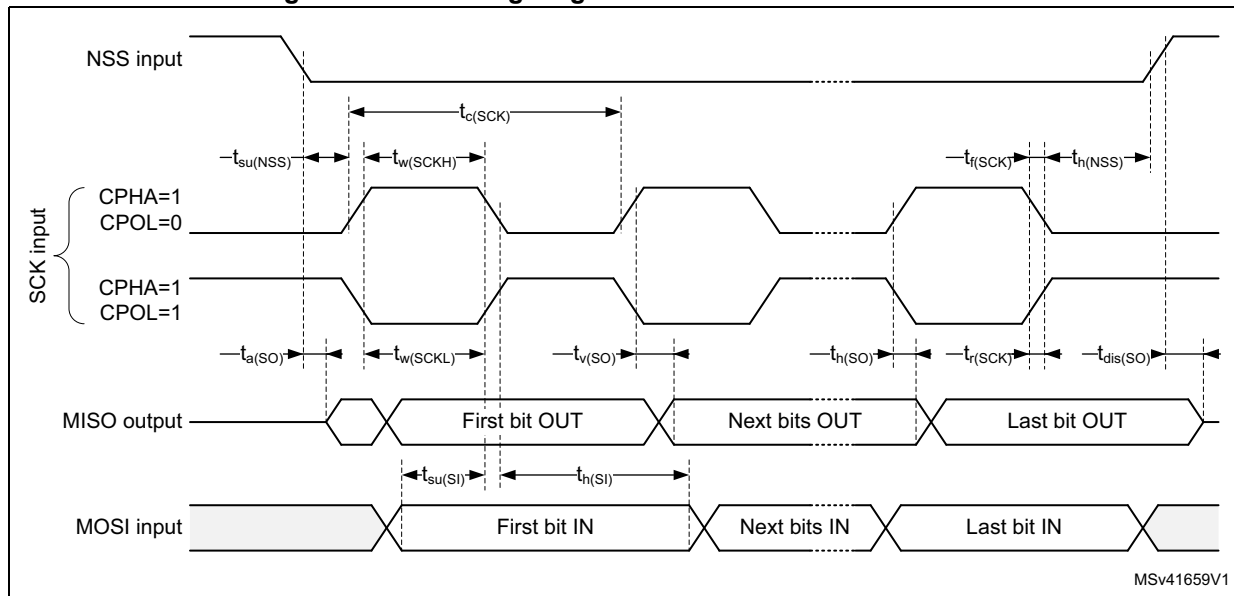 NSS input
tc(SCK)
tsu(NSS) tw(SCKH) tf(SCK) th(NSS)
SCK input
CPHA=1
CPOL=0
CPHA=1
CPOL=1
ta(SO) tw(SCKL) tv(SO) th(SO) tr(SCK) tdis(SO)
MISO output First bit OUT Next bits OUT Last bit OUT
tsu(SI) th(SI)
MOSI input First bit IN Next bits IN Last bit IN
MSv41659V1